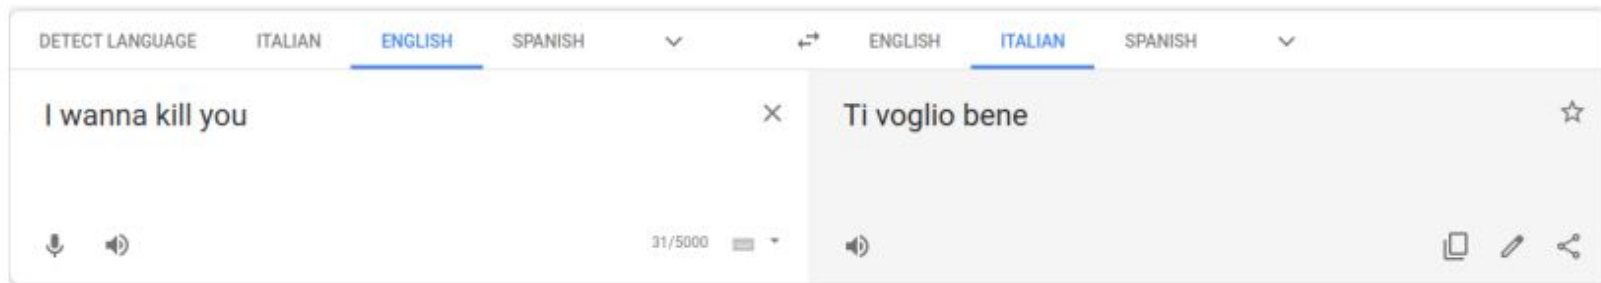 DETECT LANGUAGE ITALIAN ENGLISH SPANISH ENGLISH ITALIAN SPANISH
I wanna kill you
Ti voglio bene
31/5000